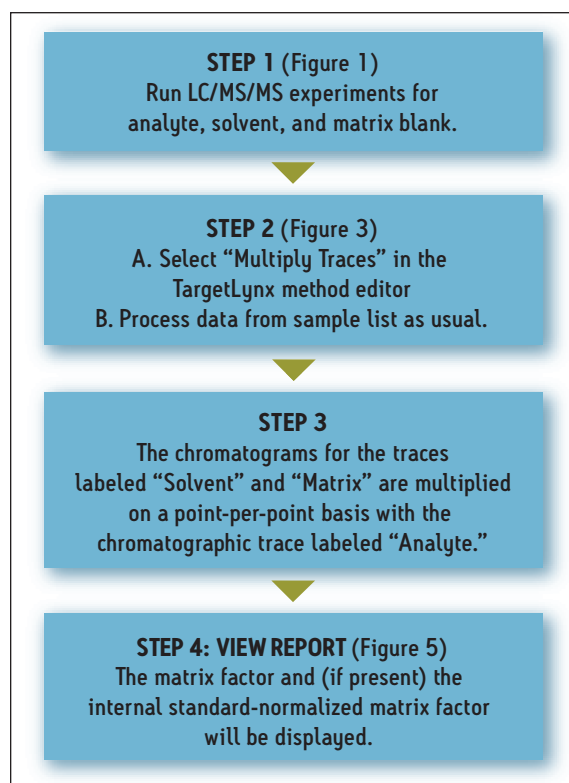 STEP 1 (Figure 1)
Run LC/MS/MS experiments for
analyte, solvent, and matrix blank.
STEP 2 (Figure 3)
A. Select “Multiply Traces” in the
TargetLynx method editor
B. Process data from sample list as usual.
STEP 3
The chromatograms for the traces
labeled “Solvent” and “Matrix” are multiplied
on a point-per-point basis with the
chromatographic trace labeled “Analyte.”
STEP 4: VIEW REPORT (Figure 5)
The matrix factor and (if present) the
internal standard-normalized matrix factor
will be displayed.